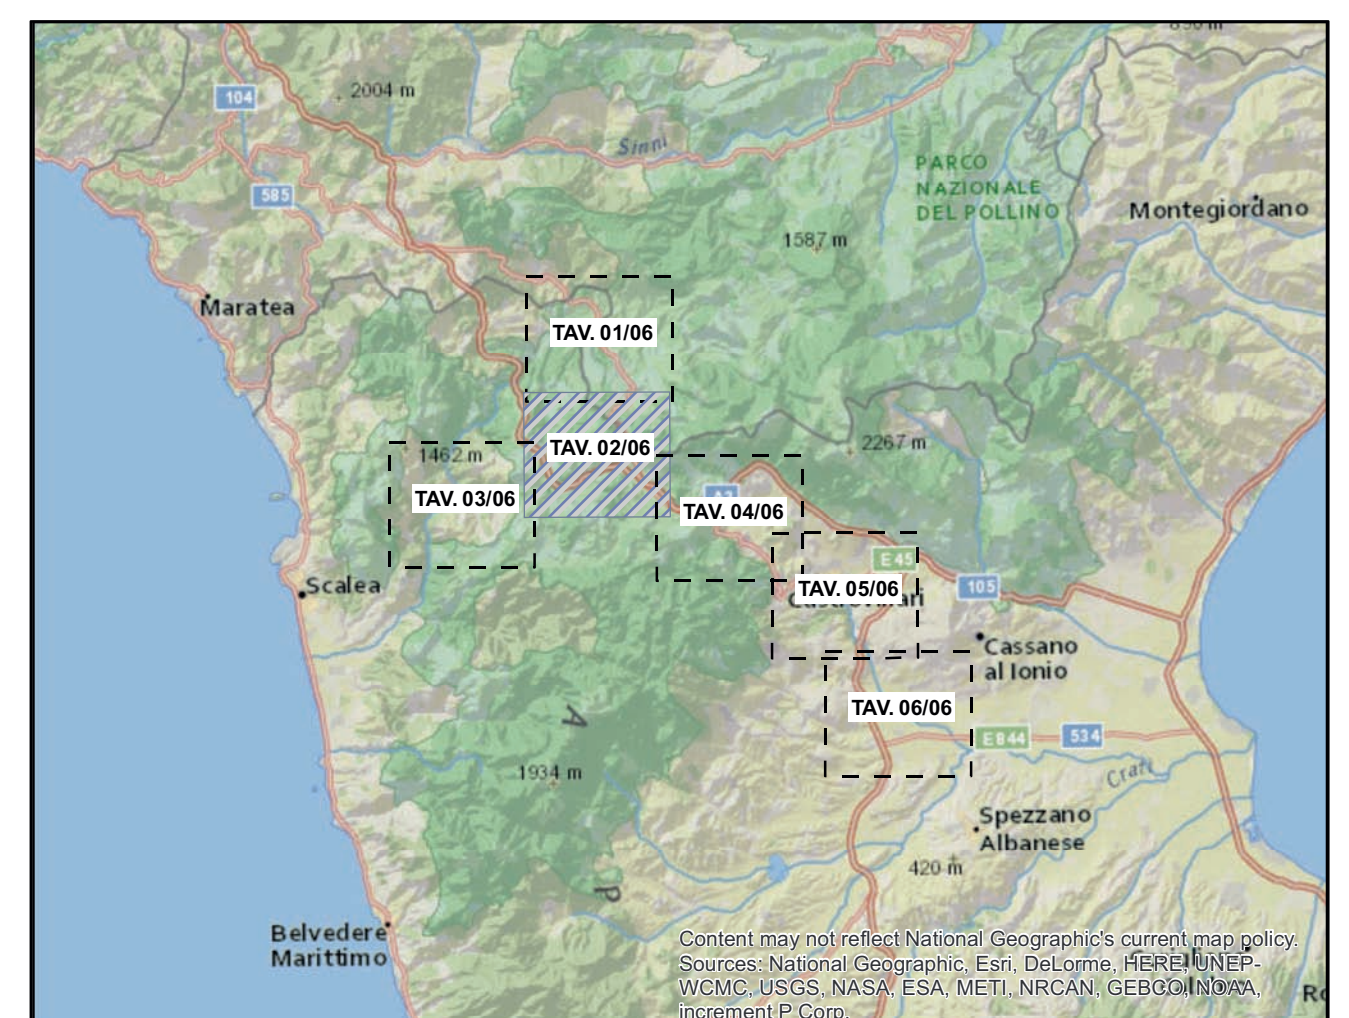 104
2004 m
Sinni
585
PARCO
NAZIONALE
DEL POLLINO
Montegiordano
1587 m
Maratea
TAV. 01/06
TAV. 02/06
2267 m
1462 m
TAV. 03/06
TAV. 04/06
E 45
Scalea
TAV. 05/06
105
Cassano
al Ionio
TAV. 06/06
A
E 844
534
Crati
1934 m
Spezzano
Albanese
420 m
P
Belvedere
Marittimo
Content may not reflect National Geographic's current map policy.
Sources: National Geographic, Esri, DeLorme, HERE, UNEP-
WCMC, USGS, NASA, ESA, METI, NRCAN, GEBCO, NOAA,
increment P Corp.